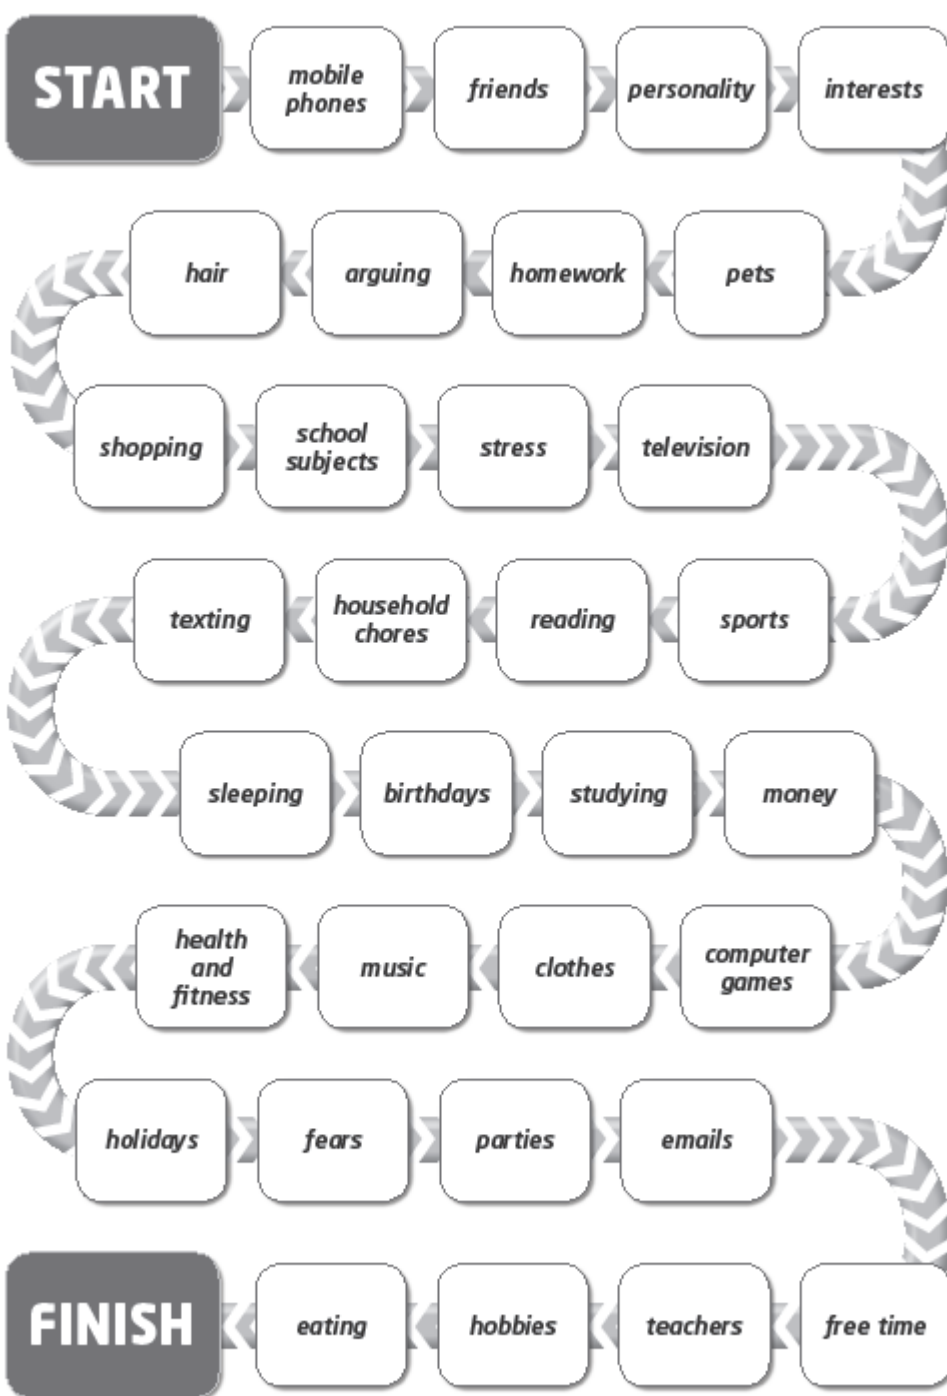 START
mobile
phones
friends
personality
interests
pets
homework
arguing
hair
shopping
school
subjects
stress
television
sports
reading
household
chores
texting
sleeping
birthdays
studying
money
computer
games
clothes
music
health
and
fitness
holidays
fears
parties
emails
free time
teachers
hobbies
eating
FINISH